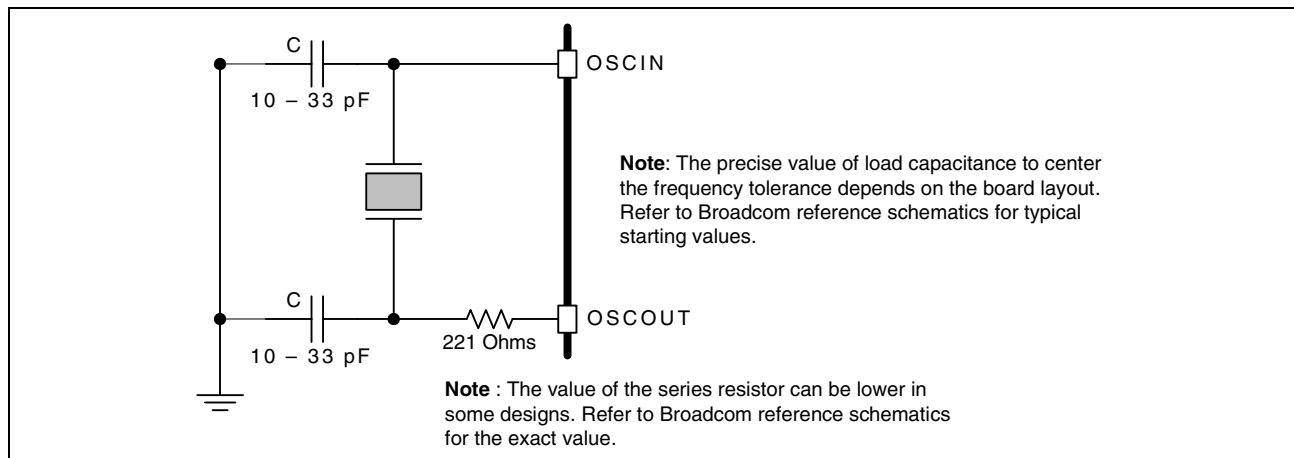 C
10 – 33 pF
OSCIN
Note: The precise value of load capacitance to center
the frequency tolerance depends on the board layout.
Refer to Broadcom reference schematics for typical
starting values.
C
10 – 33 pF
221 Ohms
OSCOUT
Note : The value of the series resistor can be lower in
some designs. Refer to Broadcom reference schematics
for the exact value.